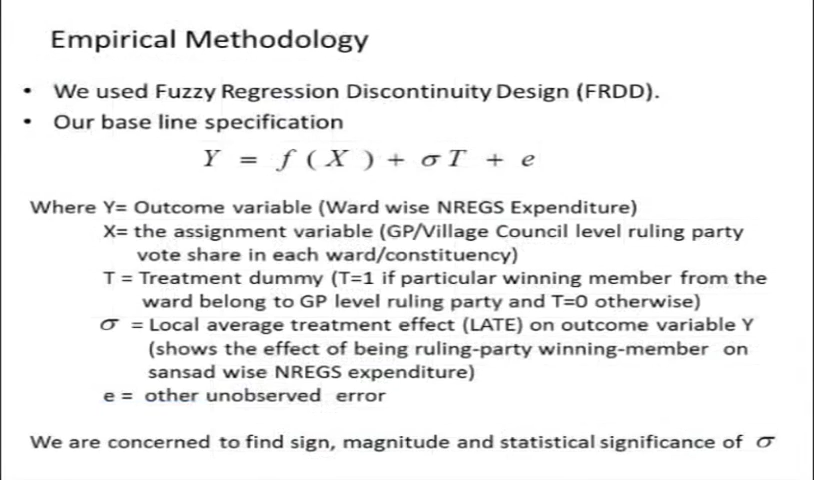 Empirical Methodology
• We used Fuzzy Regression Discontinuity Design (FRDD).
• Our base line specification
Y = f ( X ) + σ T + e
Where Y= Outcome variable (Ward wise NREGS Expenditure)
X= the assignment variable (GP/Village Council level ruling party
vote share in each ward/constituency)
T = Treatment dummy (T=1 if particular winning member from the
ward belong to GP level ruling party and T=0 otherwise)
σ = Local average treatment effect (LATE) on outcome variable Y
(shows the effect of being ruling-party winning-member on
sansad wise NREGS expenditure)
e = other unobserved error
We are concerned to find sign, magnitude and statistical significance of σ